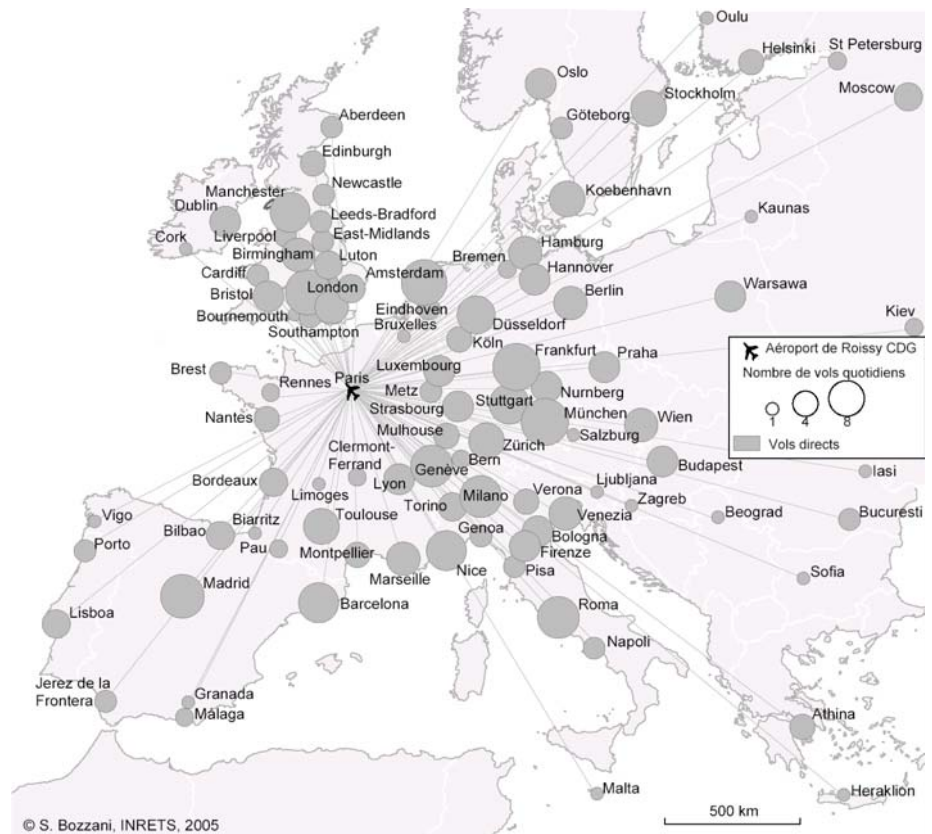 Oulu
Helsinki
St Petersburg
Oslo
Stockholm
Moscow
Göteborg
Aberdeen
Edinburgh
Newcastle
Manchester
Dublin
Koebenhavn
Kaunas
Leeds-Bradford
Liverpool
East-Midlands
Cork
Birmingham
Luton
Hamburg
Bremen
Hannover
Cardiff
Amsterdam
Bristol
London
Berlin
Warsawa
Eindhoven
Bournemouth
Bruxelles
Düsseldorf
Southampton
Köln
Kiev
Frankfurt
Praha
Luxembourg
Brest
Rennes
Paris
Metz
Nurnberg
Strasbourg
Stuttgart
München
Nantes
Mulhouse
Wien
Salzburg
Zürich
Clermont-
Ferrand
Bern
Budapest
Genève
Iasi
Bordeaux
Limoges
Lyon
Ljubljana
Milano
Verona
Zagreb
Torino
Venezia
Beograd
Bucuresti
Vigo
Biarritz
Toulouse
Genoa
Bilbao
Bologna
Porto
Pau
Montpellier
Firenze
Marseille
Nice
Pisa
Sofia
Madrid
Lisboa
Barcelona
Roma
Napoli
Jerez de la
Frontera
Granada
Málaga
Athina
Malta
Heraklion
Aéroport de Roissy CDG
Nombre de vols quotidiens
1 4 8
Vols directs
500 km
© S. Bozzani, INRETS, 2005